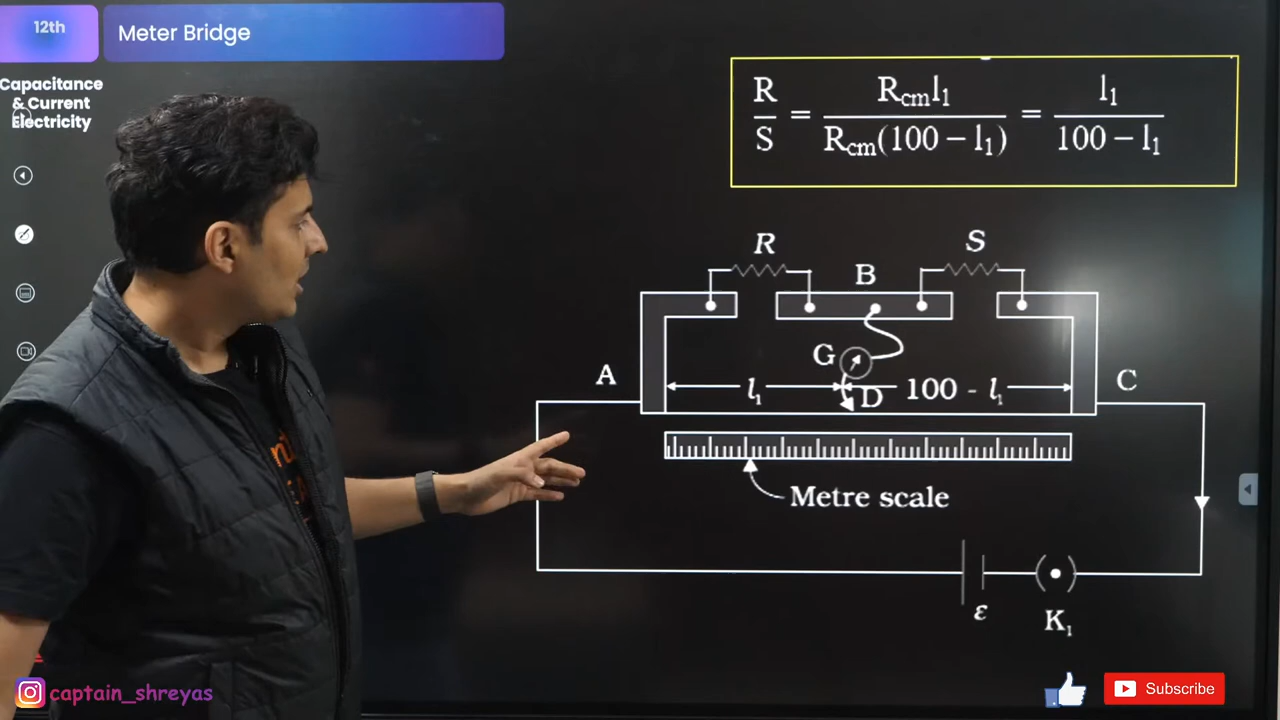 12th
Meter Bridge
Capacitance
& Current
Electricity
R/S = R_cm l_1 / R_cm(100 − l_1) = l_1 / 100 − l_1
R
S
B
G
A
l_1
D
100 - l_1
C
Metre scale
ε
K_1
captain_shreyas
Subscribe